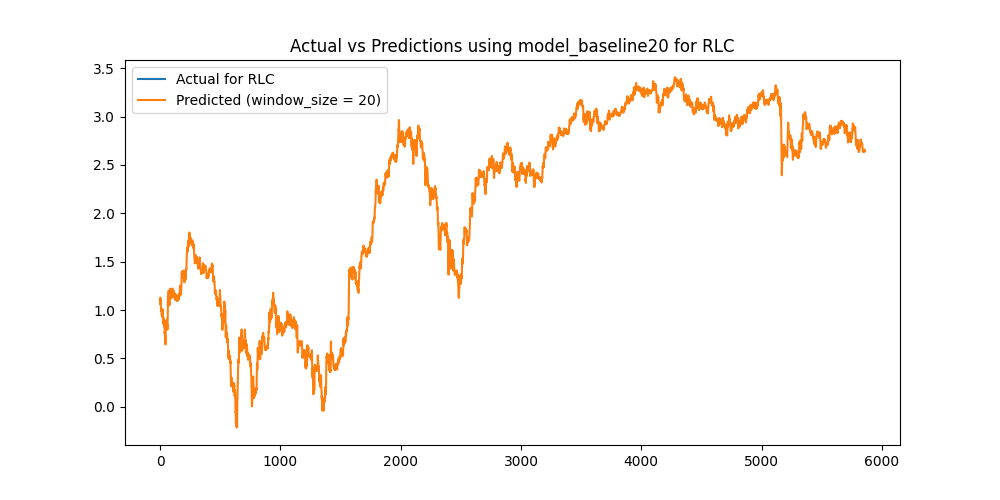 Actual vs Predictions using model_baseline20 for RLC
Actual for RLC
Predicted (window_size = 20)
3.5
3.0
2.5
2.0
1.5
1.0
0.5
0.0
0 1000 2000 3000 4000 5000 6000